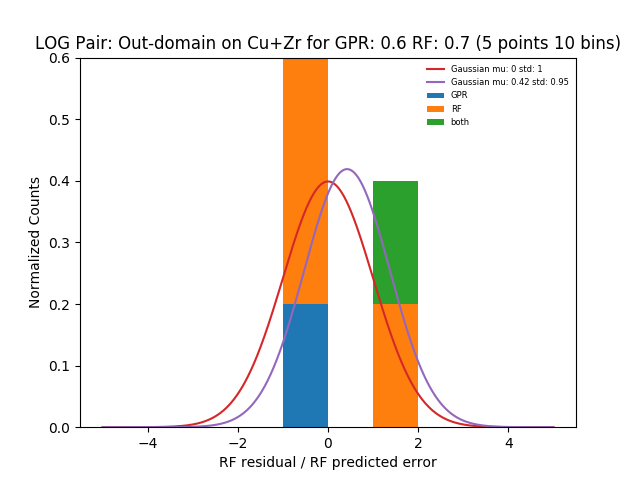 LOG Pair: Out-domain on Cu+Zr for GPR: 0.6 RF: 0.7 (5 points 10 bins)
Gaussian mu: 0 std: 1
Gaussian mu: 0.42 std: 0.95
GPR
RF
both
0.6
0.5
0.4
0.3
0.2
0.1
0.0
Normalized Counts
−4 −2 0 2 4
RF residual / RF predicted error